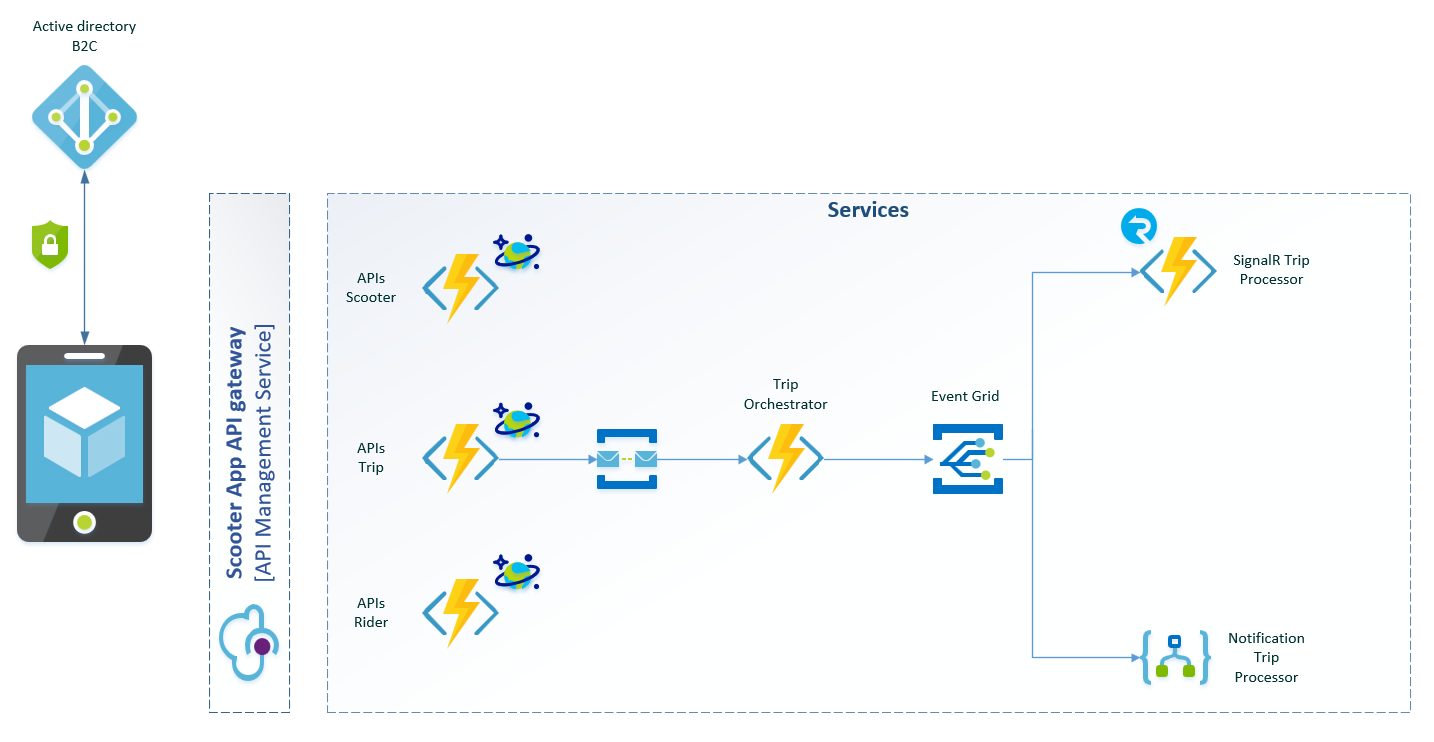 Active directory
B2C
Scooter App API gateway
[API Management Service]
Services
APIs
Scooter
SignalR Trip
Processor
APIs
Trip
Trip
Orchestrator
Event Grid
APIs
Rider
Notification
Trip
Processor